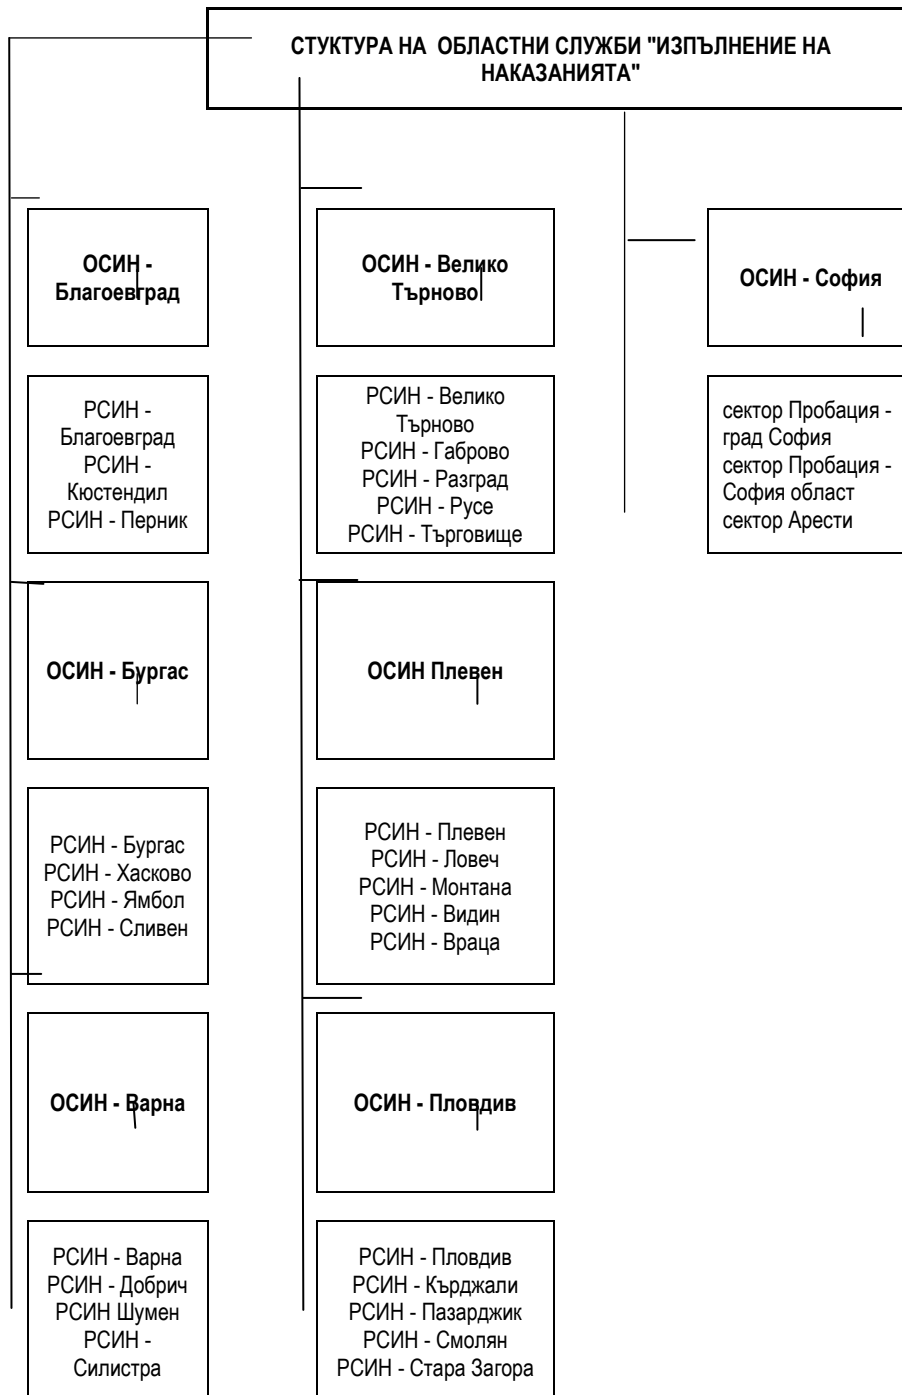 СТУКТУРА НА ОБЛАСТНИ СЛУЖБИ "ИЗПЪЛНЕНИЕ НА
НАКАЗАНИЯТА"
ОСИН -
Благоевград
РСИН -
Благоевград
РСИН -
Кюстендил
РСИН - Перник
ОСИН - Бургас
РСИН - Бургас
РСИН - Хасково
РСИН - Ямбол
РСИН - Сливен
ОСИН - Варна
РСИН - Варна
РСИН - Добрич
РСИН Шумен
РСИН -
Силистра
ОСИН - Велико
Търново
РСИН - Велико
Търново
РСИН - Габрово
РСИН - Разград
РСИН - Русе
РСИН - Търговище
ОСИН Плевен
РСИН - Плевен
РСИН - Ловеч
РСИН - Монтана
РСИН - Видин
РСИН - Враца
ОСИН - Пловдив
РСИН - Пловдив
РСИН - Кърджали
РСИН - Пазарджик
РСИН - Смолян
РСИН - Стара Загора
ОСИН - София
сектор Пробация -
град София
сектор Пробация -
София област
сектор Арести